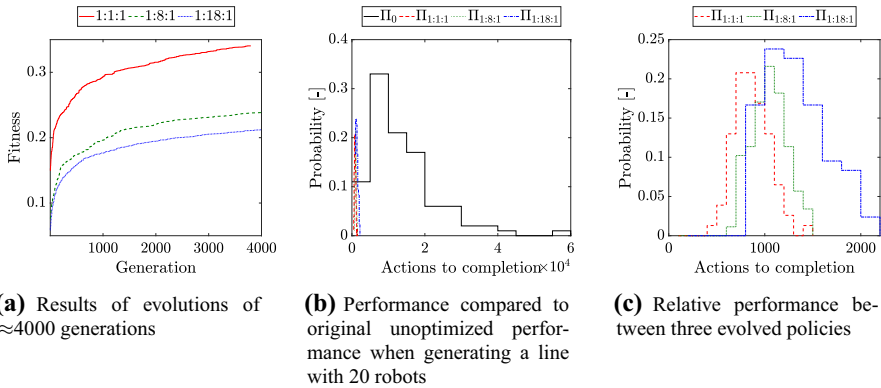 1:1:1 1:8:1 1:18:1
Fitness
0.3
0.2
0.1
1000 2000 3000 4000
Generation
(a) Results of evolutions of
≈4000 generations
Π0 Π1:1:1 Π1:8:1 Π1:18:1
Probability [-]
0.4
0.3
0.2
0.1
0
0 2 4 6
Actions to completion ×10^4
(b) Performance compared to
original unoptimized perfor-
mance when generating a line
with 20 robots
Π1:1:1 Π1:8:1 Π1:18:1
Probability [-]
0.25
0.2
0.15
0.1
0.05
0
0 1000 2000
Actions to completion
(c) Relative performance be-
tween three evolved policies